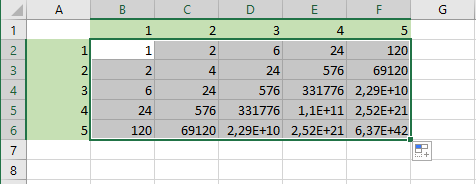 A B C D E F G
1 1 2 3 4 5
2 1 1 2 6 24 120
3 2 2 4 24 576 69120
4 3 6 24 576 331776 2,29E+10
5 4 24 576 331776 1,1E+11 2,52E+21
6 5 120 69120 2,29E+10 2,52E+21 6,37E+42
7
8